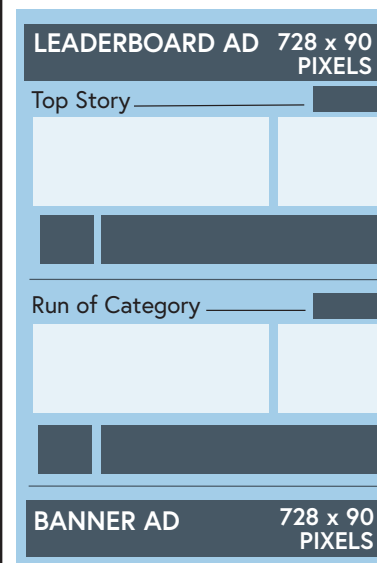 LEADERBOARD AD 728 x 90
PIXELS
Top Story
Run of Category
BANNER AD 728 x 90
PIXELS